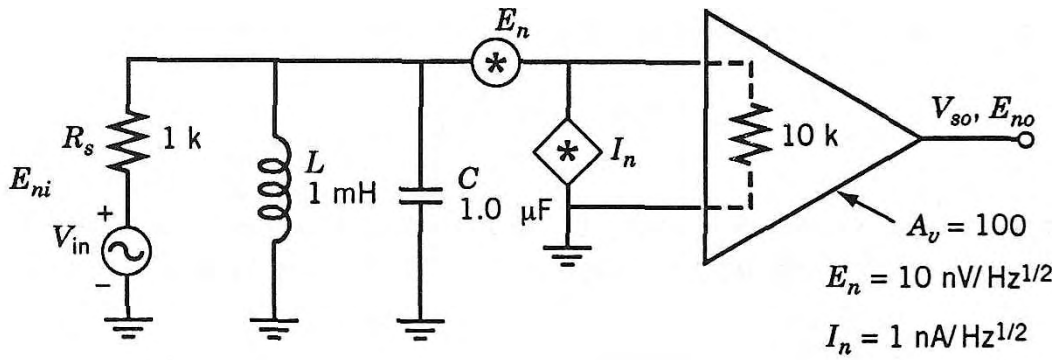 E_n
R_s
1 k
E_ni
+
V_in
−
L
1 mH
C
1.0 μF
*
*
I_n
10 k
V_so, E_no
A_v = 100
E_n = 10 nV/Hz^1/2
I_n = 1 nA/Hz^1/2